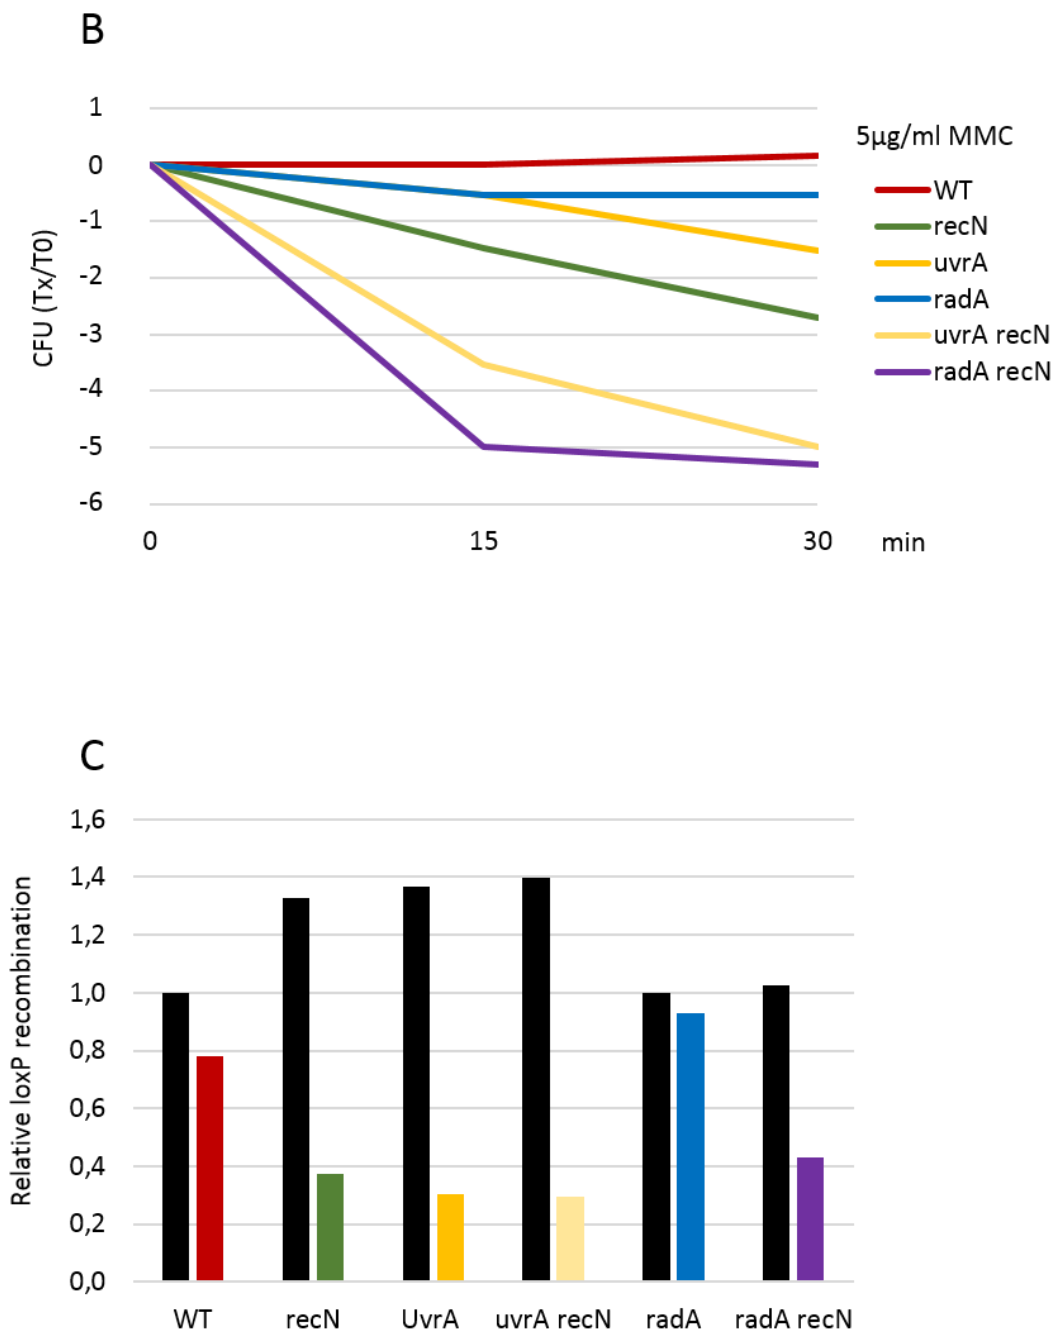 B
1
0
-1
-2
-3
-4
-5
-6
CFU (Tx/T0)
0 15 30 min
5µg/ml MMC
WT
recN
uvrA
radA
uvrA recN
radA recN
C
1,6
1,4
1,2
1,0
0,8
0,6
0,4
0,2
0,0
Relative loxP recombination
WT recN UvrA uvrA recN radA radA recN